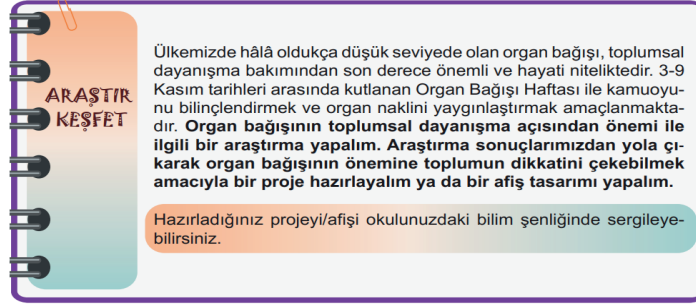 ARAŞTIR
KEŞFET
Ülkemizde hâlâ oldukça düşük seviyede olan organ bağışı, toplumsal
dayanışma bakımından son derece önemli ve hayati niteliktedir. 3-9
Kasım tarihleri arasında kutlanan Organ Bağışı Haftası ile kamuoyu-
nu bilinçlendirmek ve organ naklini yaygınlaştırmak amaçlanmakta-
dır. Organ bağışının toplumsal dayanışma açısından önemi ile
ilgili bir araştırma yapalım. Araştırma sonuçlarımızdan yola çı-
karak organ bağışının önemine toplumun dikkatini çekebilmek
amacıyla bir proje hazırlayalım ya da bir afiş tasarımı yapalım.
Hazırladığınız projeyi/afişi okulunuzdaki bilim şenliğinde sergileye-
bilirsiniz.